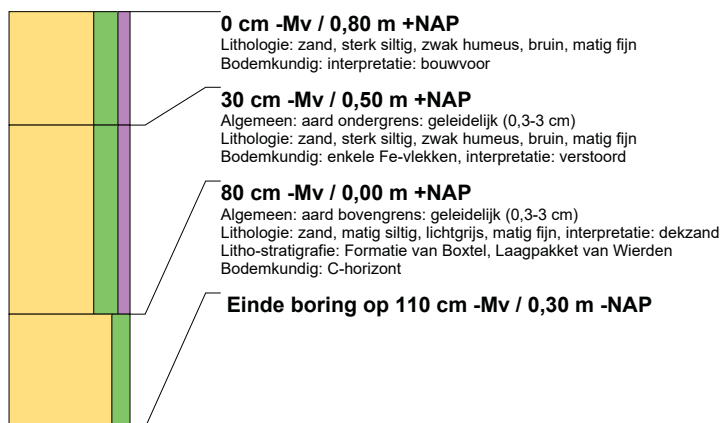 0 cm -Mv / 0,80 m +NAP
Lithologie: zand, sterk siltig, zwak humeus, bruin, matig fijn
Bodemkundig: interpretatie: bouwvoor
30 cm -Mv / 0,50 m +NAP
Algemeen: aard ondergrens: geleidelijk (0,3-3 cm)
Lithologie: zand, sterk siltig, zwak humeus, bruin, matig fijn
Bodemkundig: enkele Fe-vlekken, interpretatie: verstoord
80 cm -Mv / 0,00 m +NAP
Algemeen: aard bovengrens: geleidelijk (0,3-3 cm)
Lithologie: zand, matig siltig, lichtgrijs, matig fijn, interpretatie: dekzand
Litho-stratigrafie: Formatie van Boxtel, Laagpakket van Wierden
Bodemkundig: C-horizont
Einde boring op 110 cm -Mv / 0,30 m -NAP